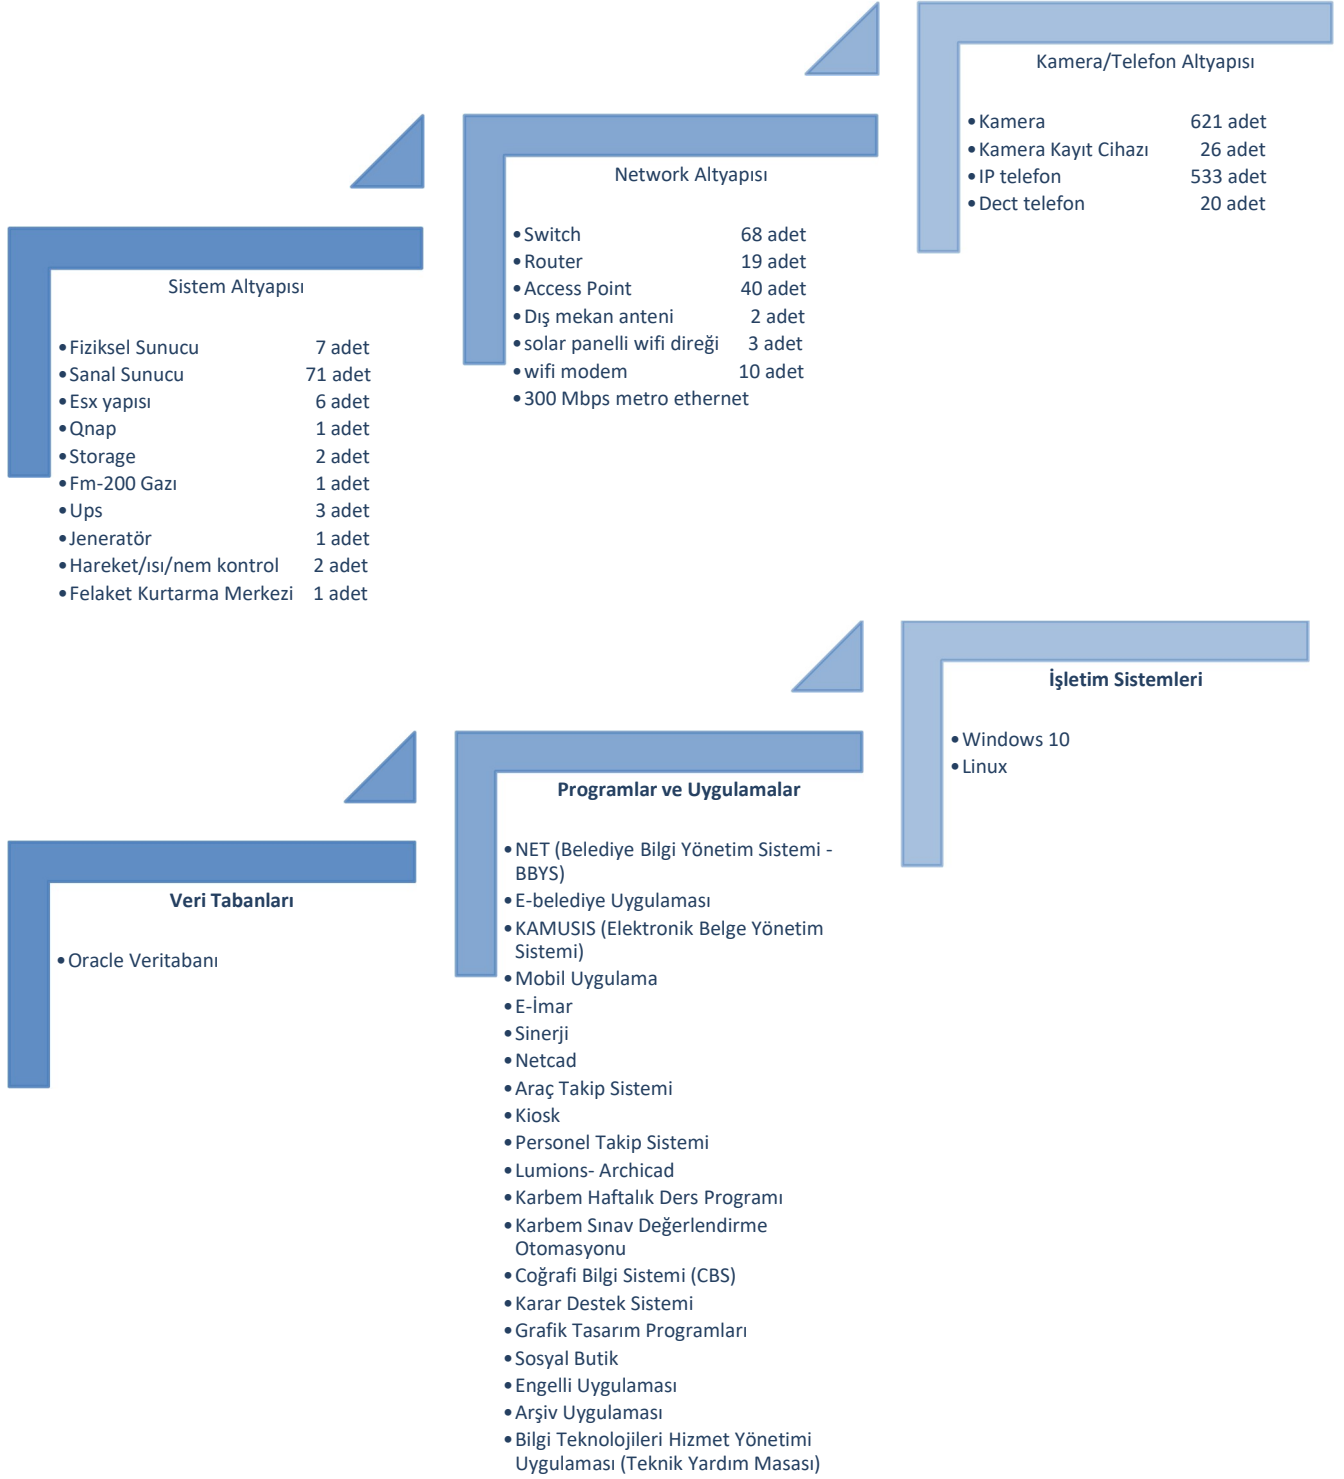 Sistem Altyapısı
•Fiziksel Sunucu 7 adet
•Sanal Sunucu 71 adet
•Esx yapısı 6 adet
•Qnap 1 adet
•Storage 2 adet
•Fm-200 Gazı 1 adet
•Ups 3 adet
•Jeneratör 1 adet
•Hareket/ısı/nem kontrol 2 adet
•Felaket Kurtarma Merkezi 1 adet
Network Altyapısı
•Switch 68 adet
•Router 19 adet
•Access Point 40 adet
•Dış mekan anteni 2 adet
•solar panelli wifi direği 3 adet
•wifi modem 10 adet
•300 Mbps metro ethernet
Kamera/Telefon Altyapısı
•Kamera 621 adet
•Kamera Kayıt Cihazı 26 adet
•IP telefon 533 adet
•Dect telefon 20 adet
Veri Tabanları
•Oracle Veritabanı
Programlar ve Uygulamalar
•NET (Belediye Bilgi Yönetim Sistemi -
BBYS)
•E-belediye Uygulaması
•KAMUSIS (Elektronik Belge Yönetim
Sistemi)
•Mobil Uygulama
•E-İmar
•Sinerji
•Netcad
•Araç Takip Sistemi
•Kiosk
•Personel Takip Sistemi
•Lumions- Archicad
•Karbem Haftalık Ders Programı
•Karbem Sınav Değerlendirme
Otomasyonu
•Coğrafi Bilgi Sistemi (CBS)
•Karar Destek Sistemi
•Grafik Tasarım Programları
•Sosyal Butik
•Engelli Uygulaması
•Arşiv Uygulaması
•Bilgi Teknolojileri Hizmet Yönetimi
Uygulaması (Teknik Yardım Masası)
İşletim Sistemleri
•Windows 10
•Linux